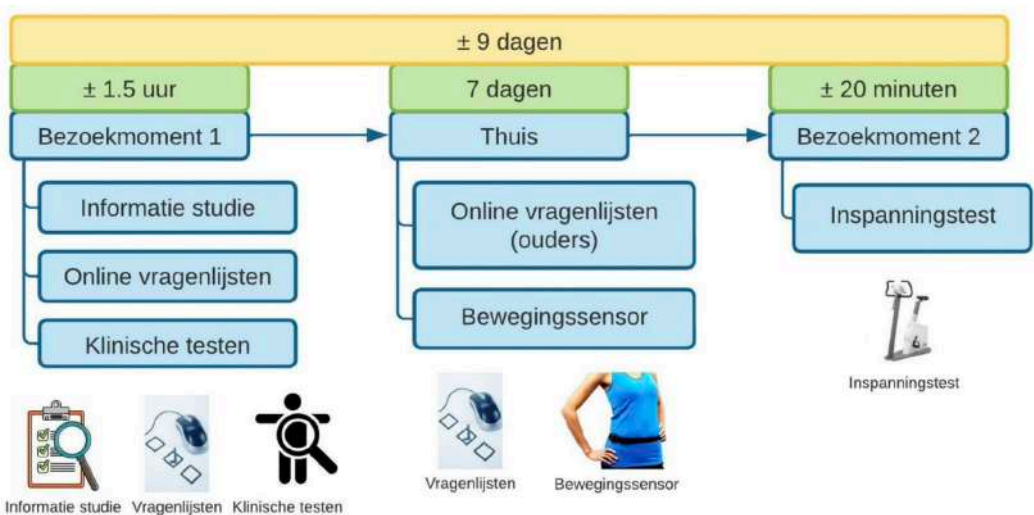 ± 9 dagen
± 1.5 uur
7 dagen
± 20 minuten
Bezoekmoment 1
Thuis
Bezoekmoment 2
Informatie studie
Online vragenlijsten
Klinische testen
Online vragenlijsten
(ouders)
Bewegingssensor
Inspanningstest
Inspanningstest
Informatie studie
Vragenlijsten
Klinische testen
Vragenlijsten
Bewegingssensor